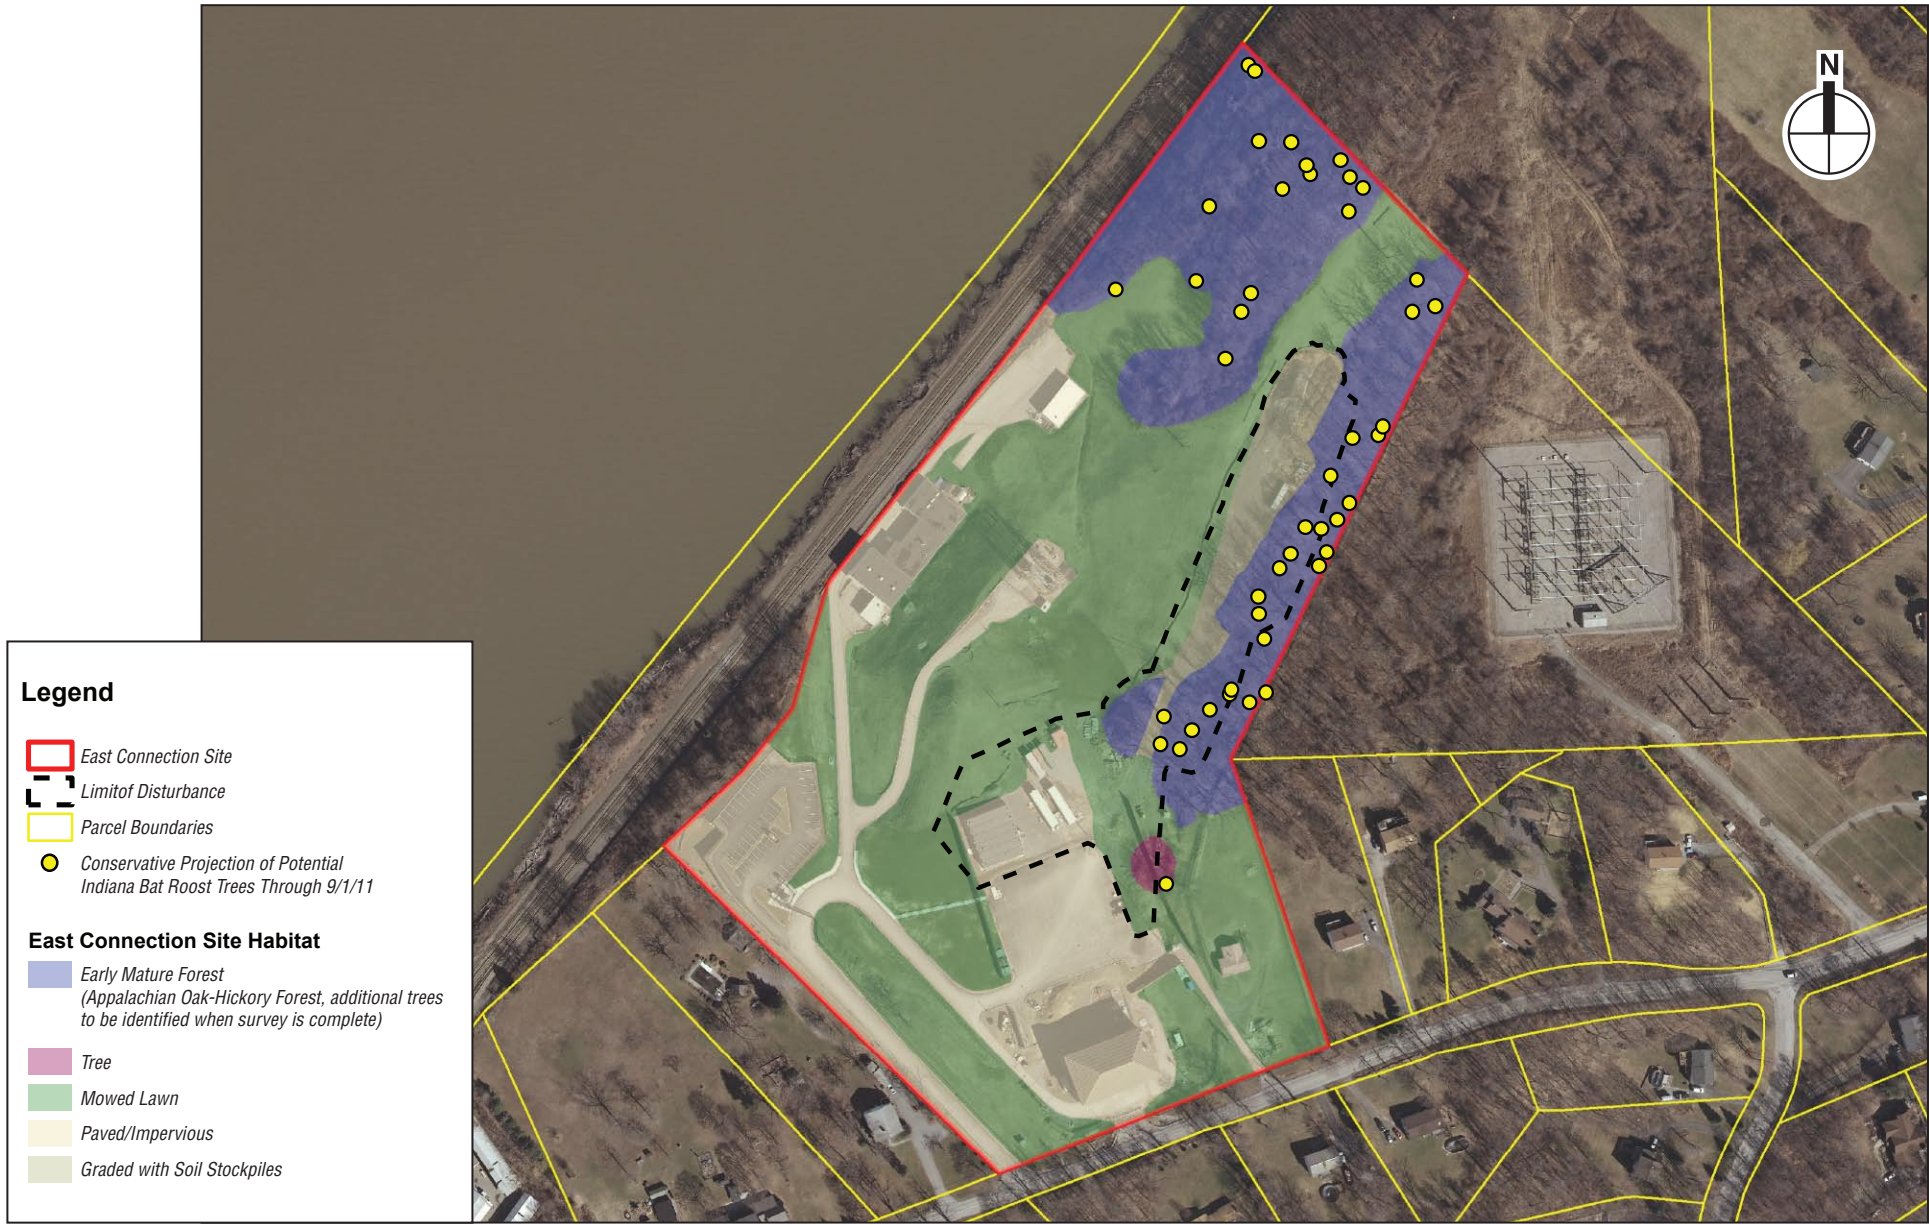 N
Legend
East Connection Site
Limitof Disturbance
Parcel Boundaries
Conservative Projection of Potential
Indiana Bat Roost Trees Through 9/1/11
East Connection Site Habitat
Early Mature Forest
(Appalachian Oak-Hickory Forest, additional trees
to be identified when survey is complete)
Tree
Mowed Lawn
Paved/Impervious
Graded with Soil Stockpiles